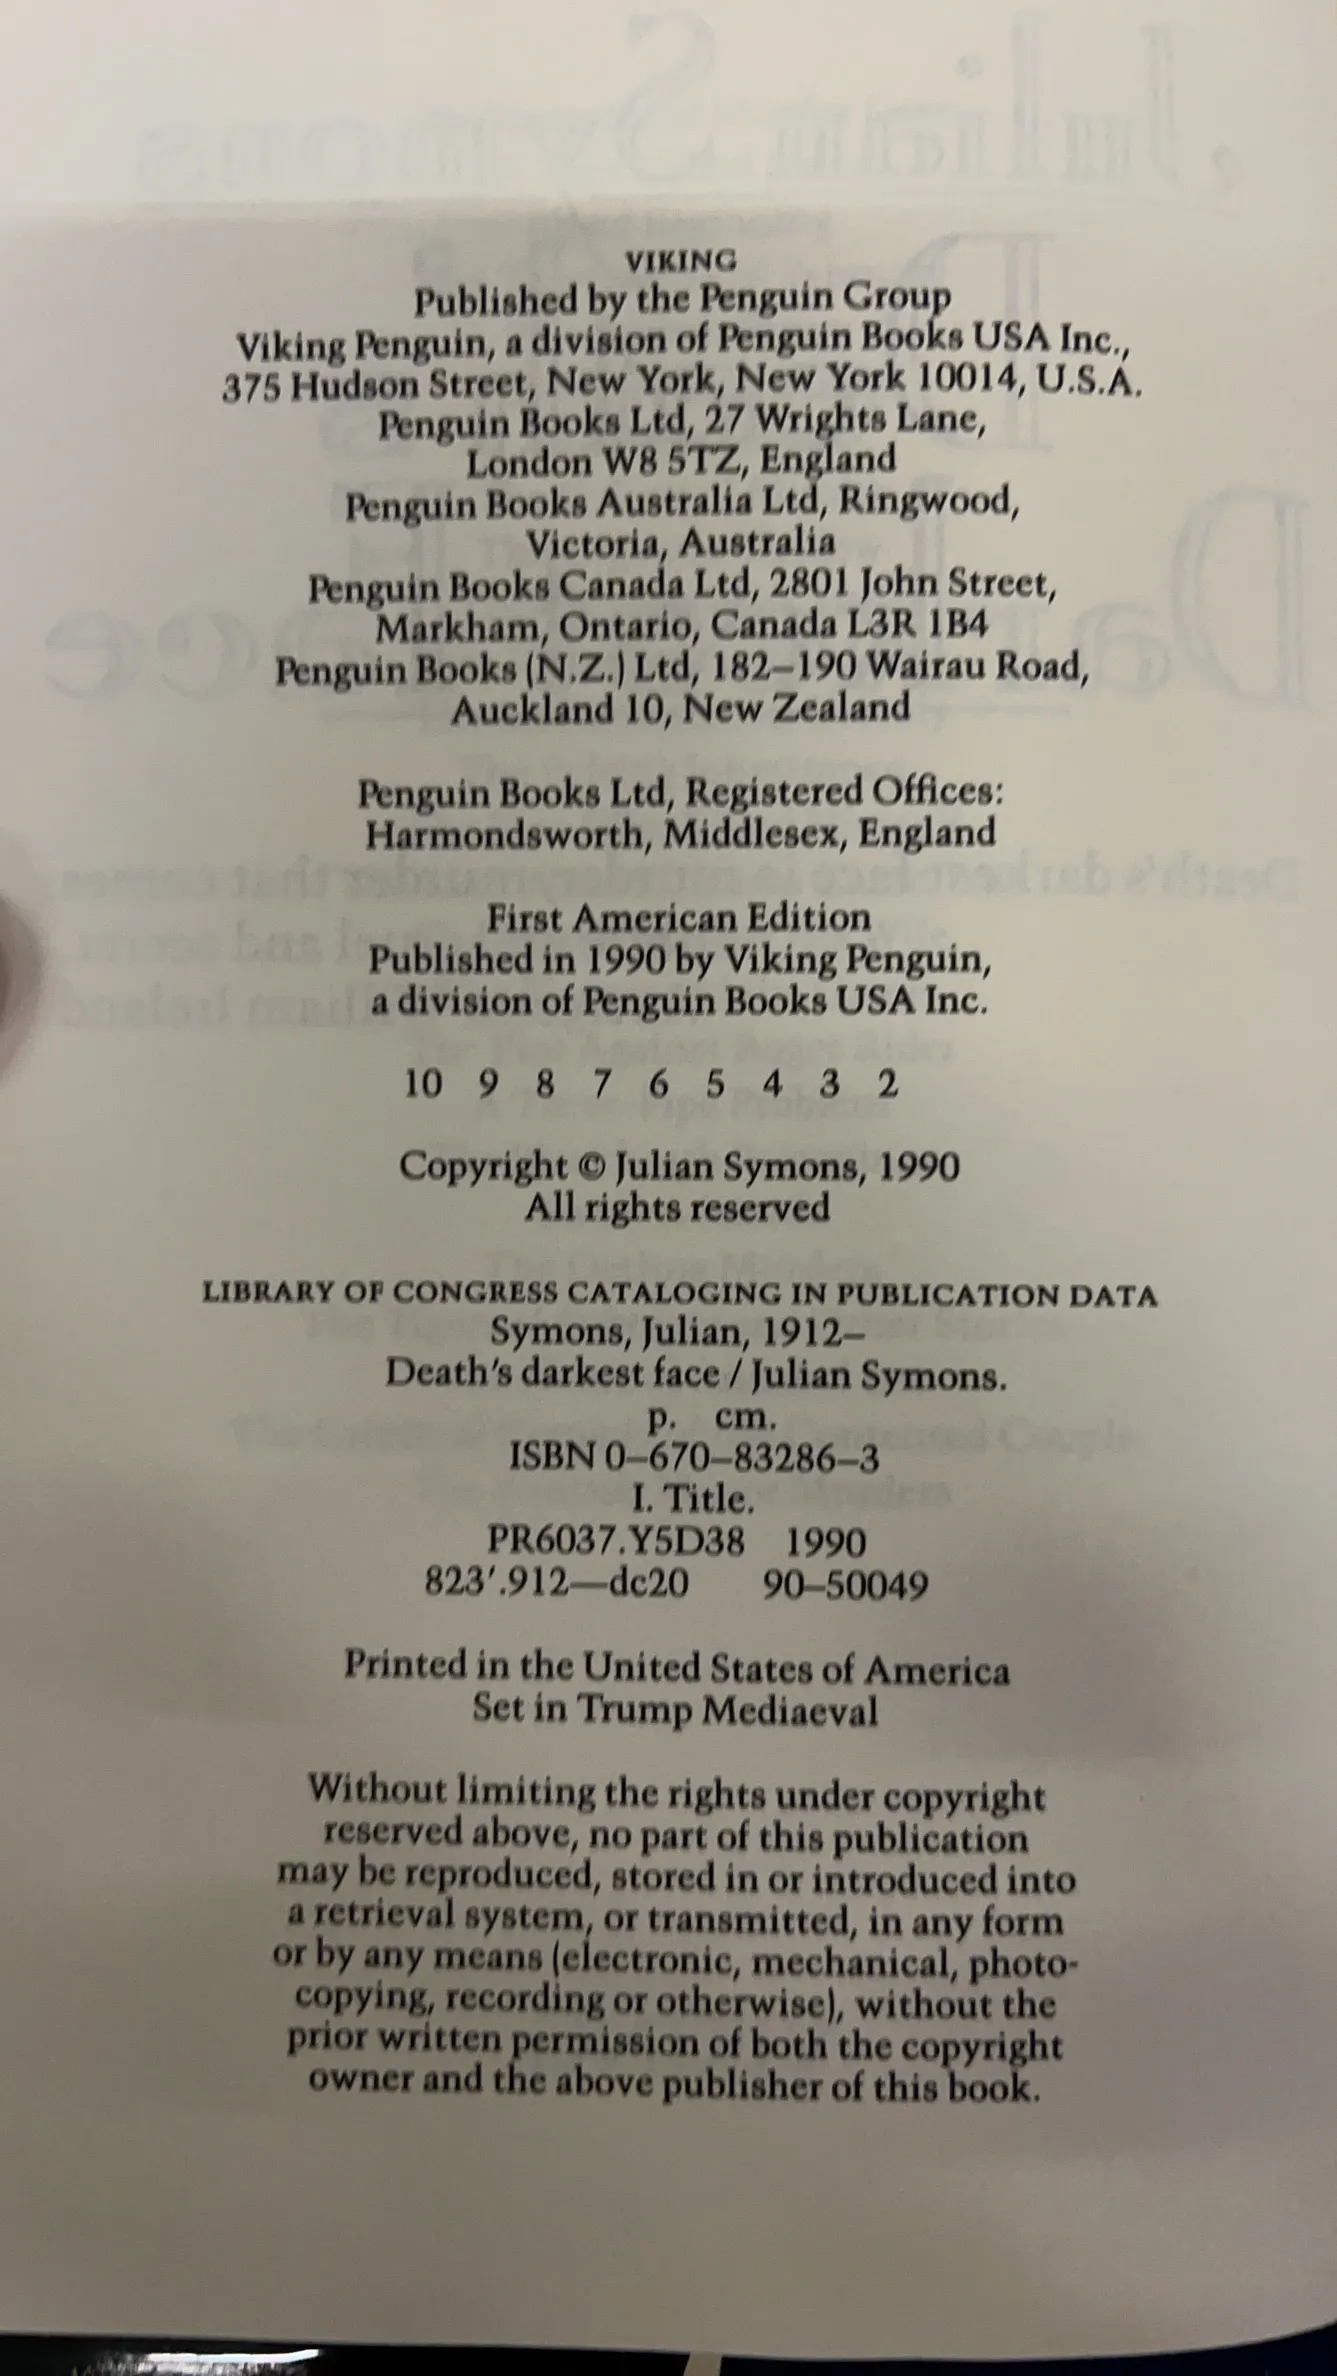 VIKING
Published by the Penguin Group
Viking Penguin, a division of Penguin Books USA Inc.,
375 Hudson Street, New York, New York 10014, U.S.A.
Penguin Books Ltd, 27 Wrights Lane,
London W8 5TZ, England
Penguin Books Australia Ltd, Ringwood,
Victoria, Australia
Penguin Books Canada Ltd, 2801 John Street,
Markham, Ontario, Canada L3R 1B4
Penguin Books (N.Z.) Ltd, 182–190 Wairau Road,
Auckland 10, New Zealand
Penguin Books Ltd, Registered Offices:
Harmondsworth, Middlesex, England
First American Edition
Published in 1990 by Viking Penguin,
a division of Penguin Books USA Inc.
10 9 8 7 6 5 4 3 2
Copyright © Julian Symons, 1990
All rights reserved
LIBRARY OF CONGRESS CATALOGING IN PUBLICATION DATA
Symons, Julian, 1912–
Death's darkest face / Julian Symons.
p. cm.
ISBN 0–670–83286–3
I. Title.
PR6037.Y5D38 1990
823′.912—dc20 90–50049
Printed in the United States of America
Set in Trump Mediaeval
Without limiting the rights under copyright
reserved above, no part of this publication
may be reproduced, stored in or introduced into
a retrieval system, or transmitted, in any form
or by any means (electronic, mechanical, photo-
copying, recording or otherwise), without the
prior written permission of both the copyright
owner and the above publisher of this book.